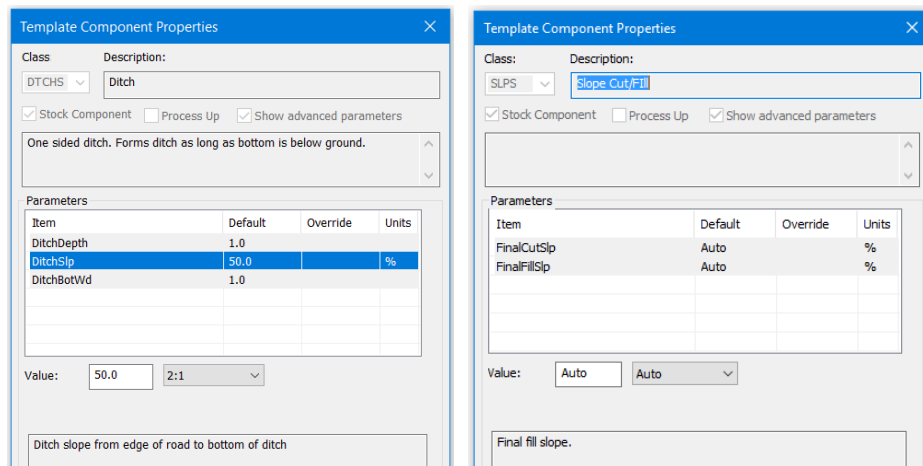 Template Component Properties
Class Description:
DTCHS Ditch
Stock Component Process Up Show advanced parameters
One sided ditch. Forms ditch as long as bottom is below ground.
Parameters
Item Default Override Units
DitchDepth 1.0
DitchSlp 50.0 %
DitchBotWd 1.0
Value: 50.0 2:1
Ditch slope from edge of road to bottom of ditch
Template Component Properties
Class: Description:
SLPS Slope Cut/FIll
Stock Component Process Up Show advanced parameters
Parameters
Item Default Override Units
FinalCutSlp Auto %
FinalFillSlp Auto %
Value: Auto Auto
Final fill slope.